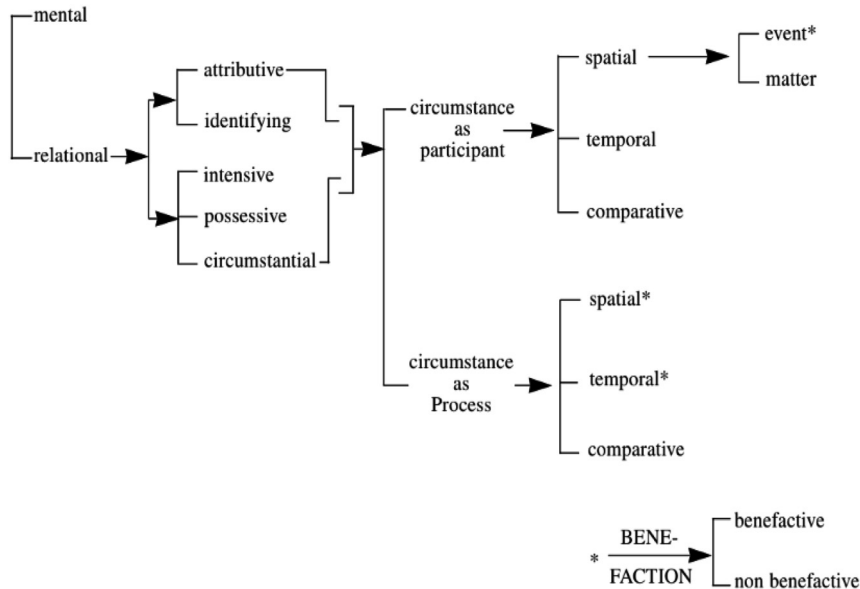 mental
relational
attributive
identifying
intensive
possessive
circumstantial
circumstance
as
participant
spatial
temporal
comparative
event*
matter
circumstance
as
Process
spatial*
temporal*
comparative
* BENE-
FACTION
benefactive
non benefactive